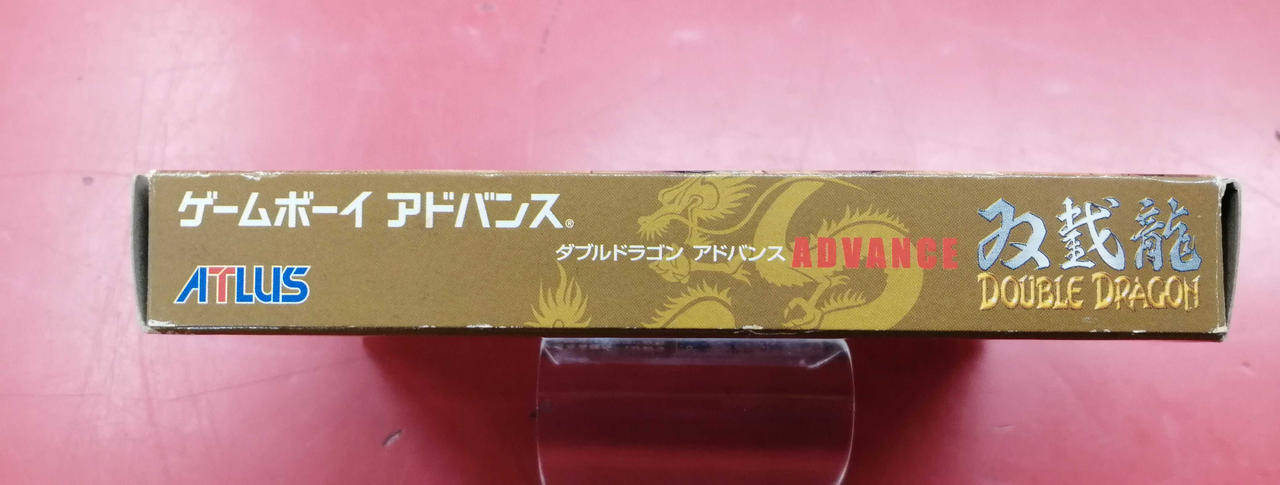 ゲームボーイ アドバンス®
ATLUS
ダブルドラゴン アドバンス ADVANCE
双截龍
DOUBLE DRAGON